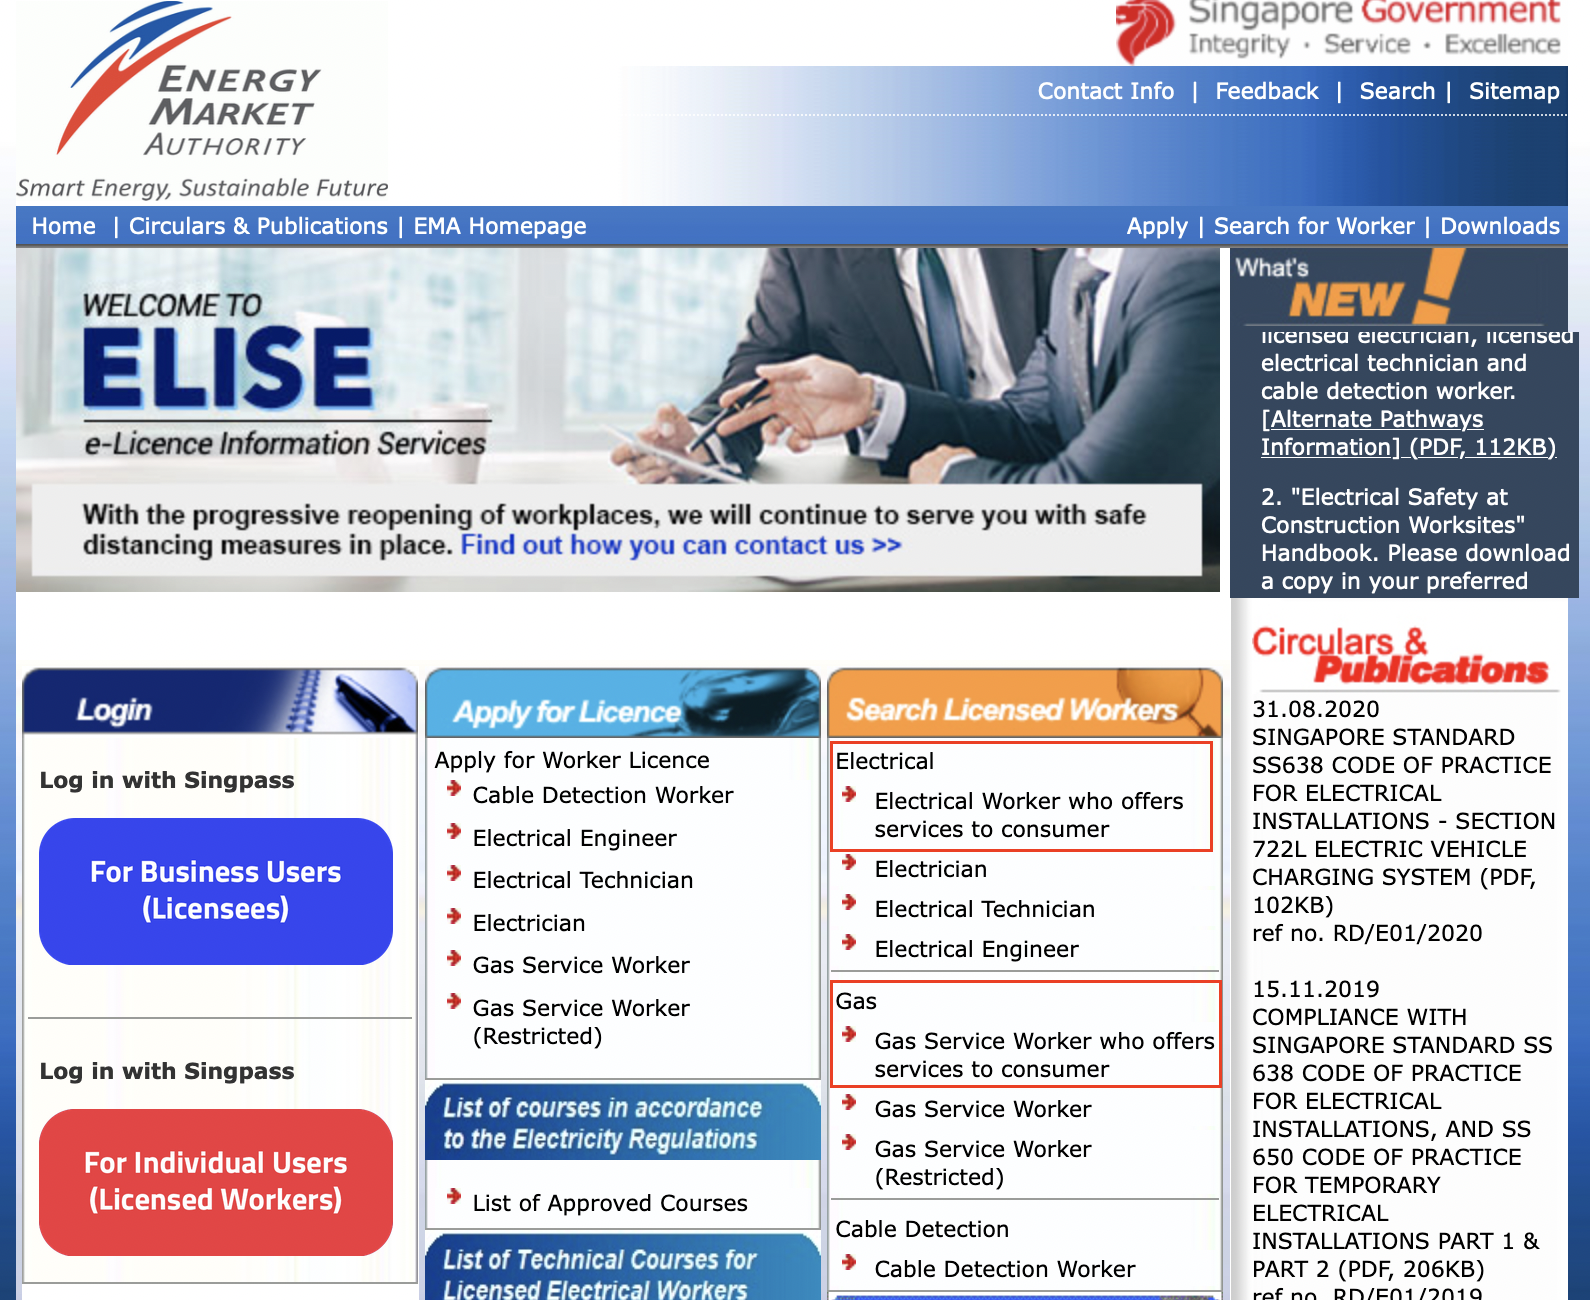 Singapore Government
Integrity · Service · Excellence
ENERGY
MARKET
AUTHORITY
Smart Energy, Sustainable Future
Contact Info | Feedback | Search | Sitemap
Home | Circulars & Publications | EMA Homepage
Apply | Search for Worker | Downloads
WELCOME TO
ELISE
e-Licence Information Services
With the progressive reopening of workplaces, we will continue to serve you with safe
distancing measures in place. Find out how you can contact us >>
What's
NEW!
licensed electrician, licensed
electrical technician and
cable detection worker.
[Alternate Pathways
Information] (PDF, 112KB)
2. "Electrical Safety at
Construction Worksites"
Handbook. Please download
a copy in your preferred
Login
Log in with Singpass
For Business Users
(Licensees)
Log in with Singpass
For Individual Users
(Licensed Workers)
Apply for Licence
Apply for Worker Licence
Cable Detection Worker
Electrical Engineer
Electrical Technician
Electrician
Gas Service Worker
Gas Service Worker
(Restricted)
List of courses in accordance
to the Electricity Regulations
List of Approved Courses
List of Technical Courses for
Licensed Electrical Workers
Search Licensed Workers
Electrical
Electrical Worker who offers
services to consumer
Electrician
Electrical Technician
Electrical Engineer
Gas
Gas Service Worker who offers
services to consumer
Gas Service Worker
Gas Service Worker
(Restricted)
Cable Detection
Cable Detection Worker
Circulars &
Publications
31.08.2020
SINGAPORE STANDARD
SS638 CODE OF PRACTICE
FOR ELECTRICAL
INSTALLATIONS - SECTION
722L ELECTRIC VEHICLE
CHARGING SYSTEM (PDF,
102KB)
ref no. RD/E01/2020
15.11.2019
COMPLIANCE WITH
SINGAPORE STANDARD SS
638 CODE OF PRACTICE
FOR ELECTRICAL
INSTALLATIONS, AND SS
650 CODE OF PRACTICE
FOR TEMPORARY
ELECTRICAL
INSTALLATIONS PART 1 &
PART 2 (PDF, 206KB)
ref no. RD/E01/2019